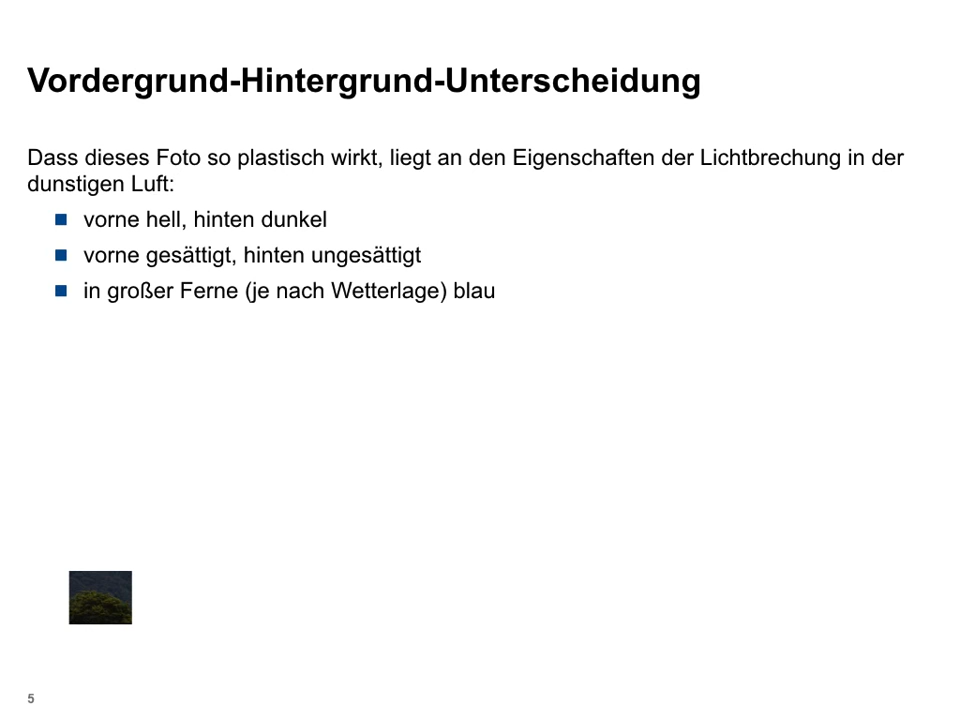 Vordergrund-Hintergrund-Unterscheidung
Dass dieses Foto so plastisch wirkt, liegt an den Eigenschaften der Lichtbrechung in der
dunstigen Luft:
vorne hell, hinten dunkel
vorne gesättigt, hinten ungesättigt
in großer Ferne (je nach Wetterlage) blau
5